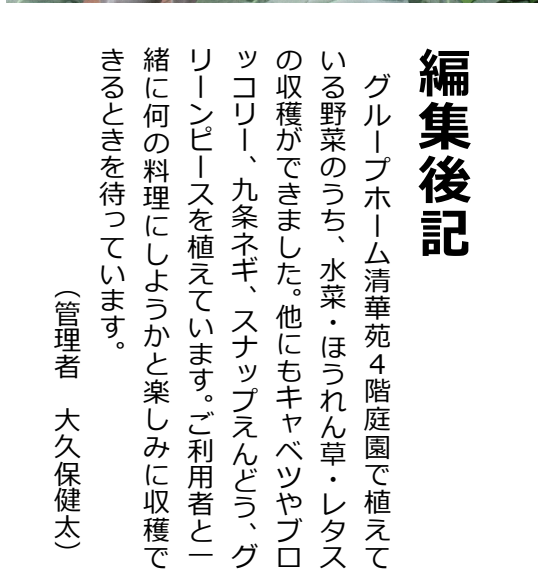 編集後記
グループホーム清華苑４階庭園で植えて
いる野菜のうち、水菜・ほうれん草・レタス
の収穫ができました。他にもキャベツやブロ
ッコリー、九条ネギ、スナップえんどう、グ
リーンピースを植えています。ご利用者と一
緒に何の料理にしようかと楽しみに収穫で
きるときを待っています。
（管理者　大久保健太）